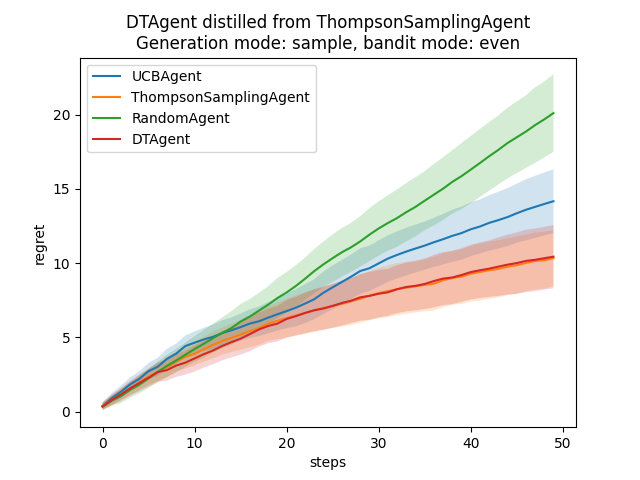 DTAgent distilled from ThompsonSamplingAgent
Generation mode: sample, bandit mode: even
UCBAgent
ThompsonSamplingAgent
RandomAgent
DTAgent
regret
20
15
10
5
0
0 10 20 30 40 50
steps